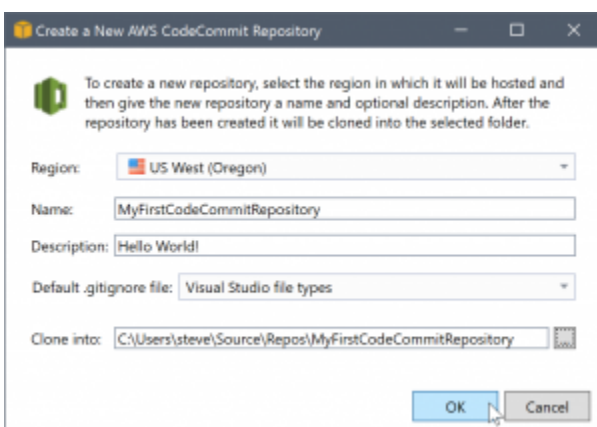 Create a New AWS CodeCommit Repository
To create a new repository, select the region in which it will be hosted and
then give the new repository a name and optional description. After the
repository has been created it will be cloned into the selected folder.
Region: US West (Oregon)
Name: MyFirstCodeCommitRepository
Description: Hello World!
Default .gitignore file: Visual Studio file types
Clone into: C:\Users\steve\Source\Repos\MyFirstCodeCommitRepository ...
OK Cancel